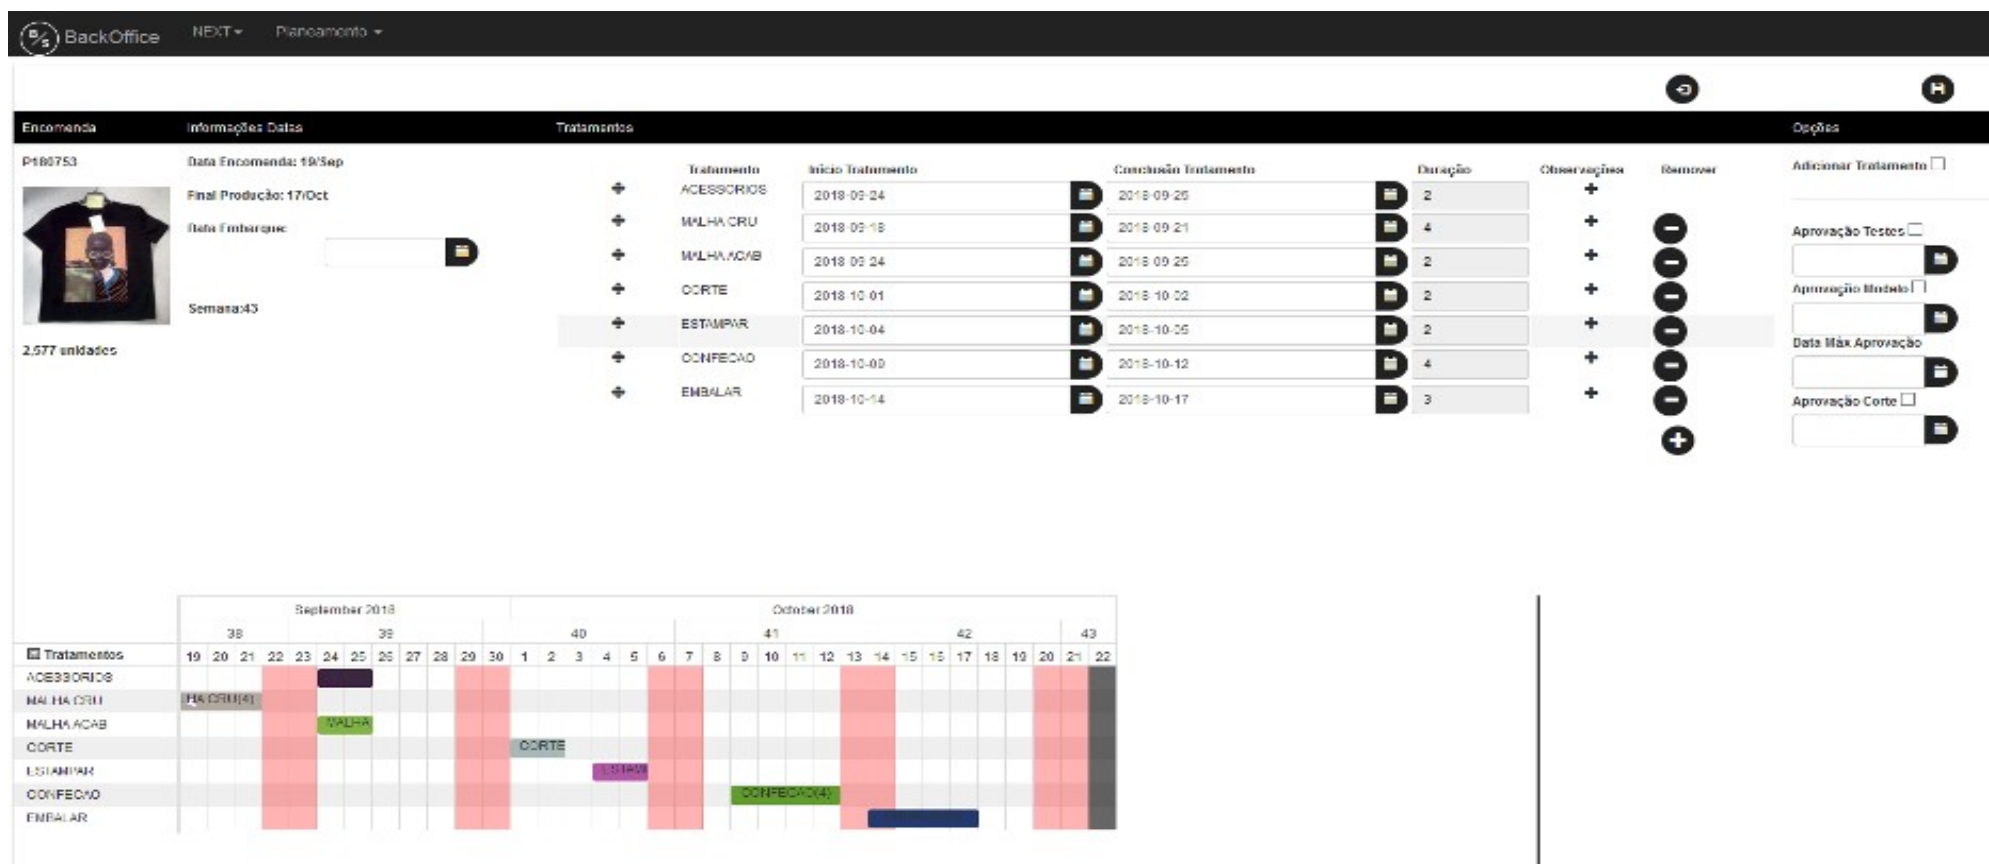 B/S BackOffice NEXT Planeamento
Encomenda Informações Datas Tratamentos Opções
P180753 Data Encomenda: 19/Sep Tratamento Início Tratamento Conclusão Tratamento Duração Observações Remover Adicionar Tratamento
ACESSORIOS 2018-09-24 2018-09-25 2
Final Produção: 17/Oct
MALHA CRU 2018-09-18 2018-09-21 4
Data Embarque: Aprovação Testes
MALHA ACAB 2018-09-24 2018-09-25 2
CORTE 2018-10-01 2018-10-02 2 Aprovação Modelo
Semana:43
ESTAMPAR 2018-10-04 2018-10-05 2
2,577 unidades Data Máx Aprovação
CONFECAO 2018-10-09 2018-10-12 4
EMBALAR 2018-10-14 2018-10-17 3 Aprovação Corte
September 2018 October 2018
38 39 40 41 42 43
Tratamentos 19 20 21 22 23 24 25 26 27 28 29 30 1 2 3 4 5 6 7 8 9 10 11 12 13 14 15 16 17 18 19 20 21 22
ACESSORIOS
MALHA CRU HA CRU(4)
MALHA ACAB MALHA
CORTE CORTE
ESTAMPAR ESTAM
CONFECAO CONFECAO(4)
EMBALAR